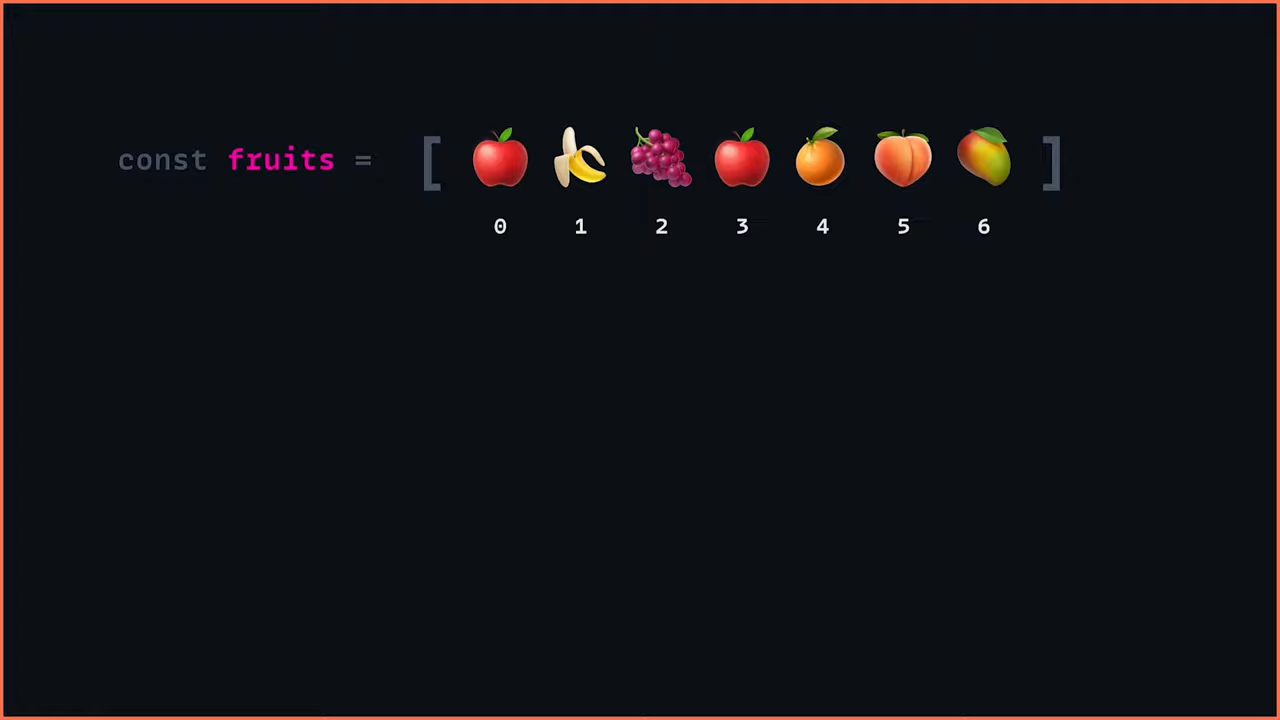 const fruits = [ 🍎 🍌 🍇 🍎 🍊 🍑 🥭 ]
0 1 2 3 4 5 6